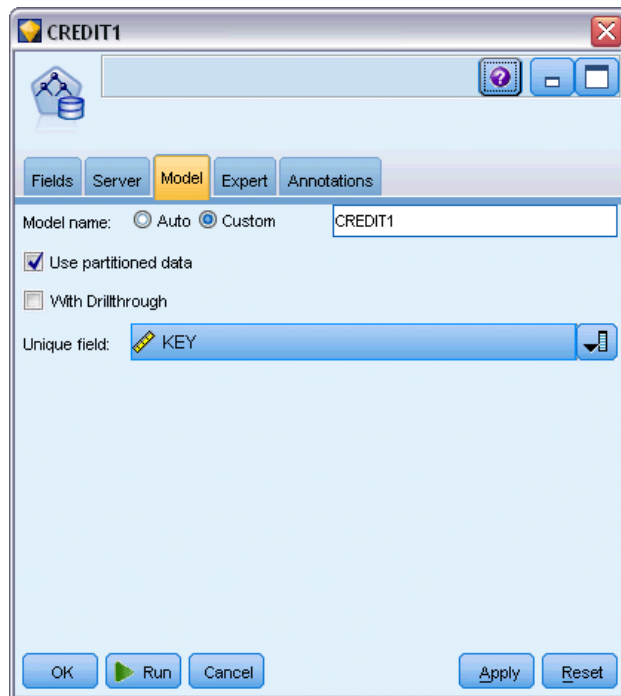 CREDIT1
Fields Server Model Expert Annotations
Model name: Auto Custom CREDIT1
Use partitioned data
With Drillthrough
Unique field: KEY
OK Run Cancel Apply Reset